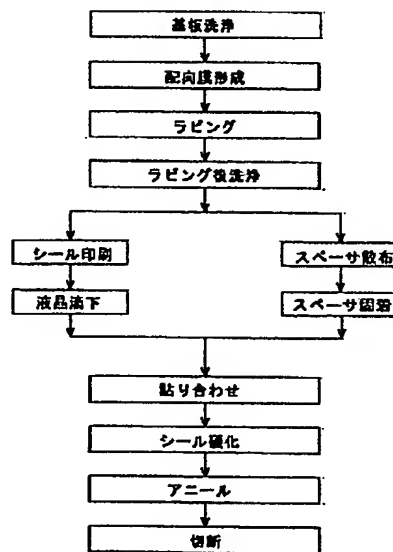 基板洗浄
配向膜形成
ラビング
ラビング後洗浄
シール印刷
スペーサ散布
液晶滴下
スペーサ固着
貼り合わせ
シール硬化
アニール
切断